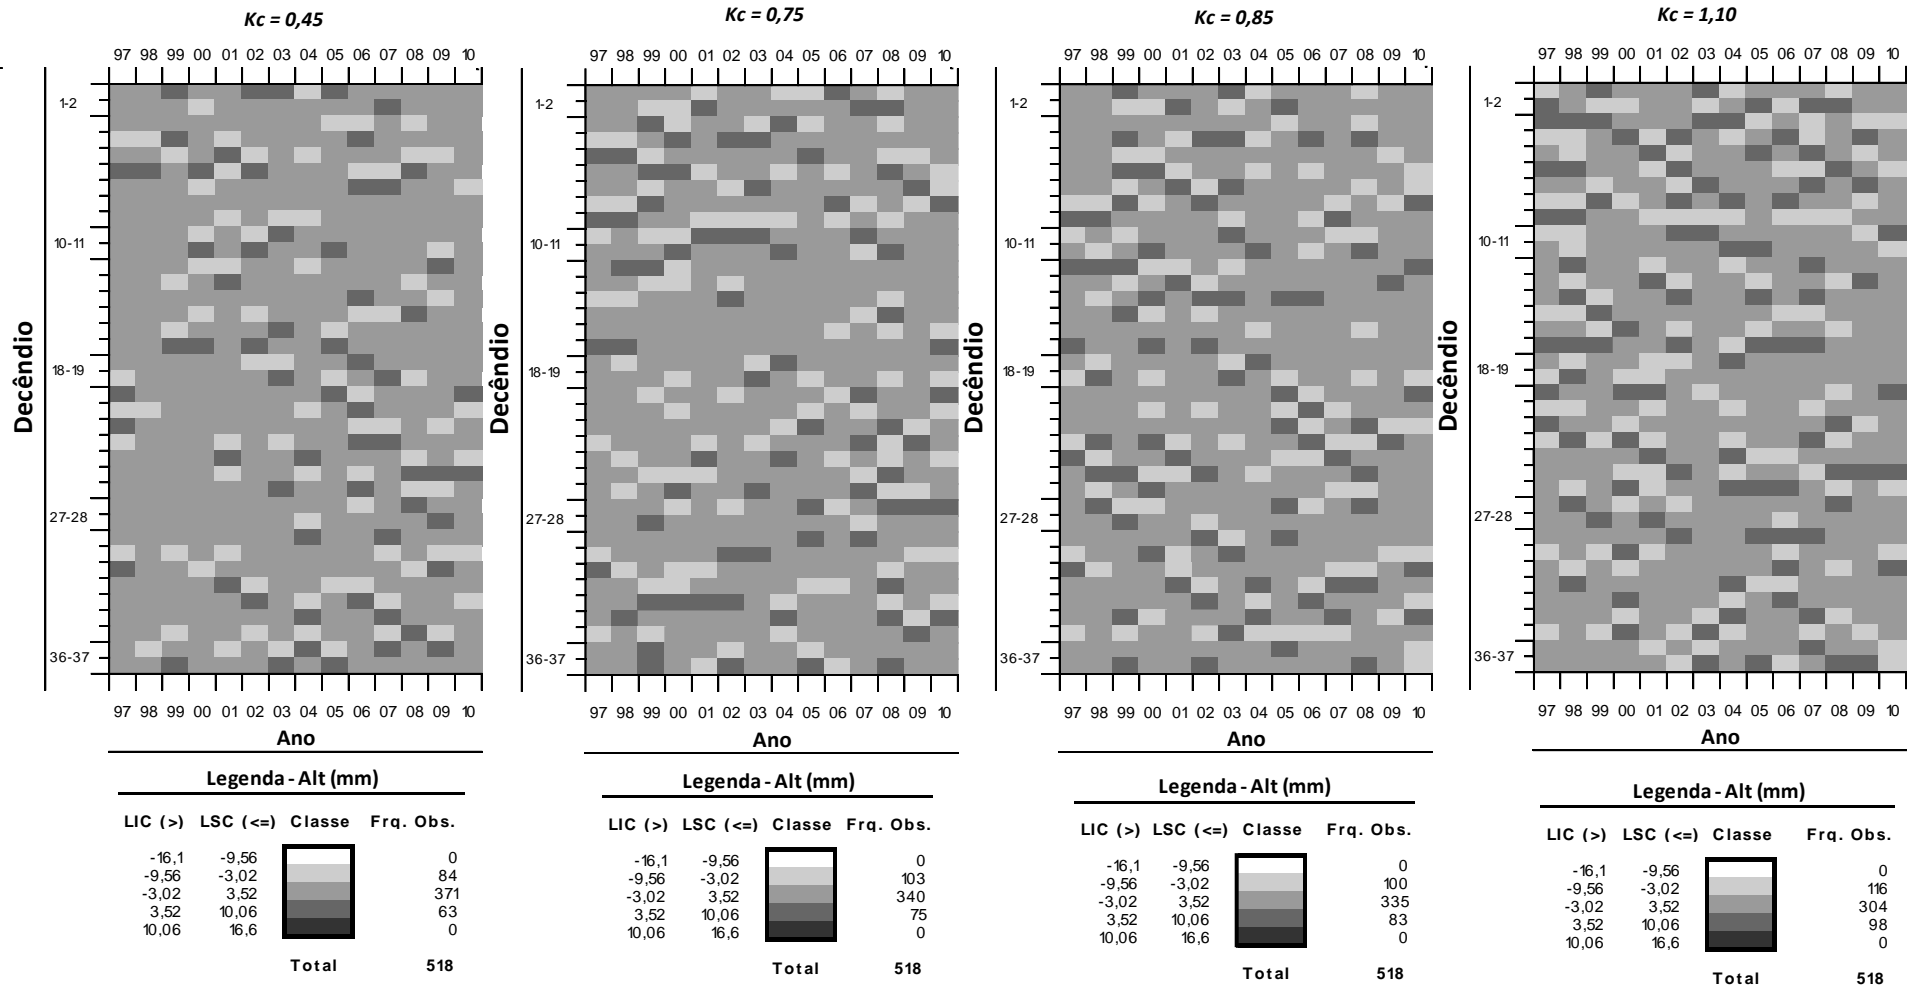 Kc = 0,45
97 98 99 00 01 02 03 04 05 06 07 08 09 10
Decêndio
1-2
10-11
18-19
27-28
36-37
97 98 99 00 01 02 03 04 05 06 07 08 09 10
Ano
Legenda - Alt (mm)
LIC (>) LSC (<=) Classe Frq. Obs.
-16,1 -9,56 0
-9,56 -3,02 84
-3,02 3,52 371
3,52 10,06 63
10,06 16,6 0
Total 518
Kc = 0,75
97 98 99 00 01 02 03 04 05 06 07 08 09 10
Decêndio
1-2
10-11
18-19
27-28
36-37
97 98 99 00 01 02 03 04 05 06 07 08 09 10
Ano
Legenda - Alt (mm)
LIC (>) LSC (<=) Classe Frq. Obs.
-16,1 -9,56 0
-9,56 -3,02 103
-3,02 3,52 340
3,52 10,06 75
10,06 16,6 0
Total 518
Kc = 0,85
97 98 99 00 01 02 03 04 05 06 07 08 09 10
Decêndio
1-2
10-11
18-19
27-28
36-37
97 98 99 00 01 02 03 04 05 06 07 08 09 10
Ano
Legenda - Alt (mm)
LIC (>) LSC (<=) Classe Frq. Obs.
-16,1 -9,56 0
-9,56 -3,02 100
-3,02 3,52 335
3,52 10,06 83
10,06 16,6 0
Total 518
Kc = 1,10
97 98 99 00 01 02 03 04 05 06 07 08 09 10
Decêndio
1-2
10-11
18-19
27-28
36-37
97 98 99 00 01 02 03 04 05 06 07 08 09 10
Ano
Legenda - Alt (mm)
LIC (>) LSC (<=) Classe Frq. Obs.
-16,1 -9,56 0
-9,56 -3,02 116
-3,02 3,52 304
3,52 10,06 98
10,06 16,6 0
Total 518